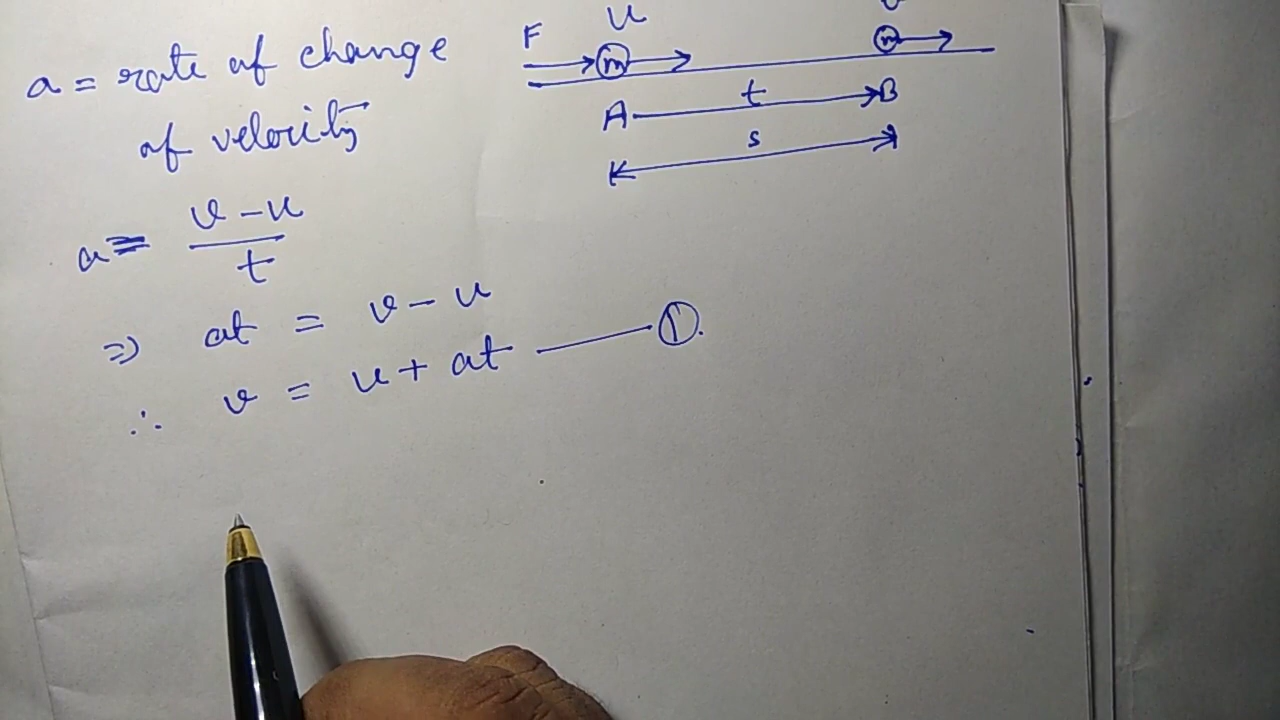 a = rate of change
of velocity
a = v - u / t
⇒ at = v - u
∴ v = u + at —— ①.
F u
m m
A t B
s